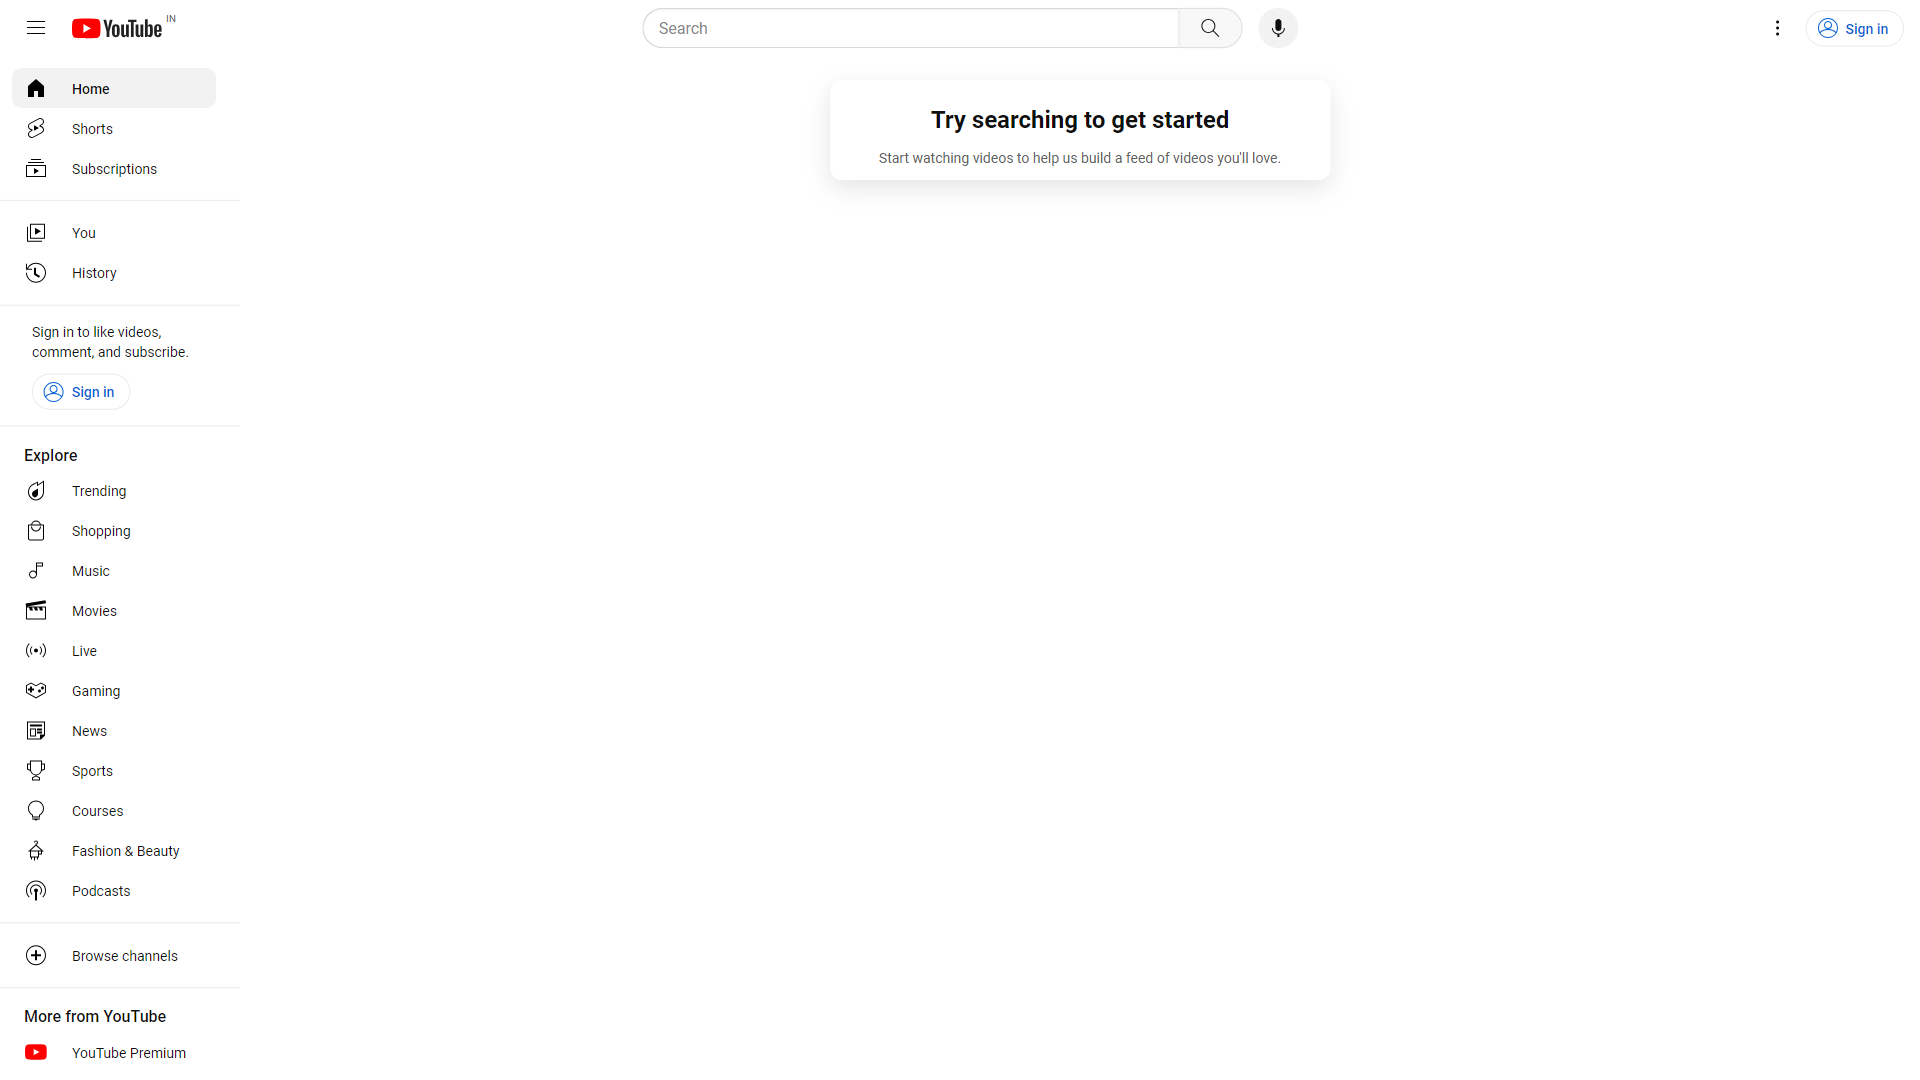 YouTube IN
Search
Sign in
Home
Shorts
Subscriptions
You
History
Sign in to like videos,
comment, and subscribe.
Sign in
Explore
Trending
Shopping
Music
Movies
Live
Gaming
News
Sports
Courses
Fashion & Beauty
Podcasts
Browse channels
More from YouTube
YouTube Premium
Try searching to get started
Start watching videos to help us build a feed of videos you'll love.